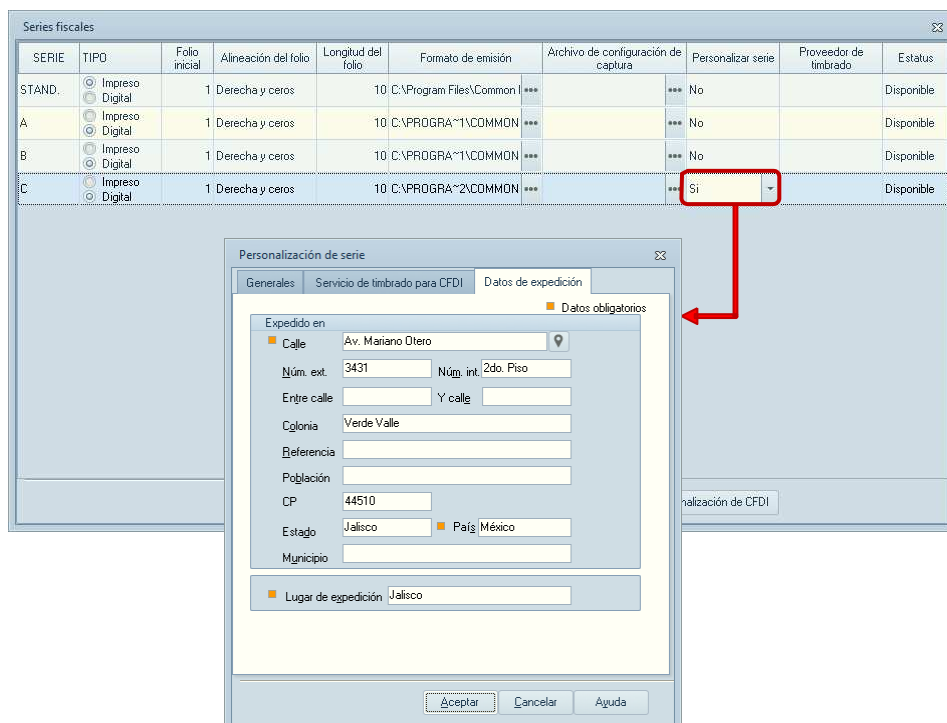 Series fiscales
SERIE TIPO Folio inicial Alineación del folio Longitud del folio Formato de emisión Archivo de configuración de captura Personalizar serie Proveedor de timbrado Estatus
STAND. Impreso Digital 1 Derecha y ceros 10 C:\Program Files\Common ••• ••• No Disponible
A Impreso Digital 1 Derecha y ceros 10 C:\PROGRA~1\COMMON ••• ••• No Disponible
B Impreso Digital 1 Derecha y ceros 10 C:\PROGRA~1\COMMON ••• ••• No Disponible
C Impreso Digital 1 Derecha y ceros 10 C:\PROGRA~2\COMMON ••• ••• Si Disponible
Personalización de serie
Generales Servicio de timbrado para CFDI Datos de expedición
Datos obligatorios
Expedido en
Calle Av. Mariano Otero
Núm. ext. 3431 Núm. int. 2do. Piso
Entre calle Y calle
Colonia Verde Valle
Referencia
Población
CP 44510
nalización de CFDI
Estado Jalisco País México
Municipio
Lugar de expedición Jalisco
Aceptar Cancelar Ayuda